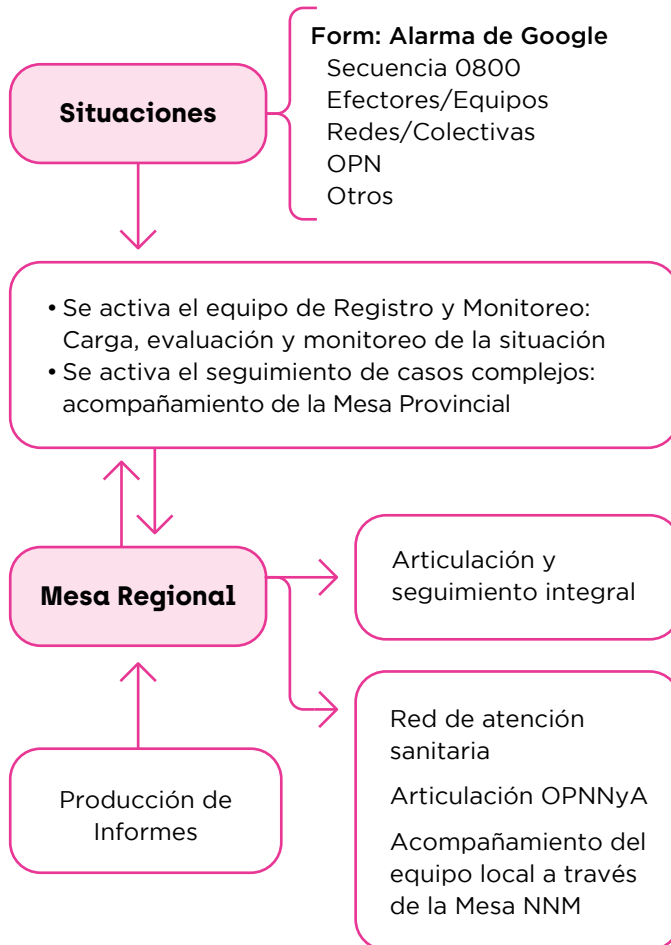 Situaciones
Form: Alarma de Google
Secuencia 0800
Efectores/Equipos
Redes/Colectivas
OPN
Otros
• Se activa el equipo de Registro y Monitoreo:
Carga, evaluación y monitoreo de la situación
• Se activa el seguimiento de casos complejos:
acompañamiento de la Mesa Provincial
Mesa Regional
Articulación y
seguimiento integral
Red de atención
sanitaria
Articulación OPNNyA
Acompañamiento del
equipo local a través
de la Mesa NNM
Producción de
Informes